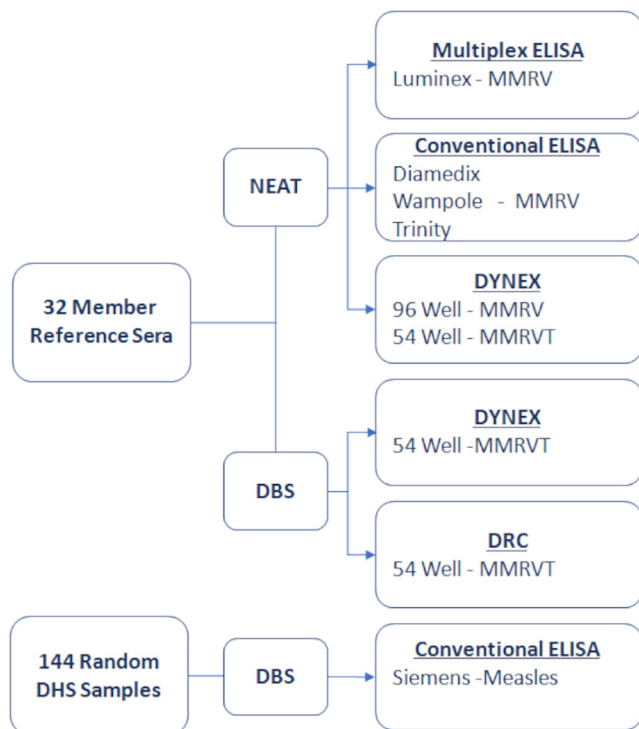 Multiplex ELISA
Luminex - MMRV
NEAT
Conventional ELISA
Diamedix
Wampole - MMRV
Trinity
32 Member
Reference Sera
DYNEX
96 Well - MMRV
54 Well - MMRVT
DBS
DYNEX
54 Well -MMRVT
DRC
54 Well - MMRVT
144 Random
DHS Samples
DBS
Conventional ELISA
Siemens -Measles